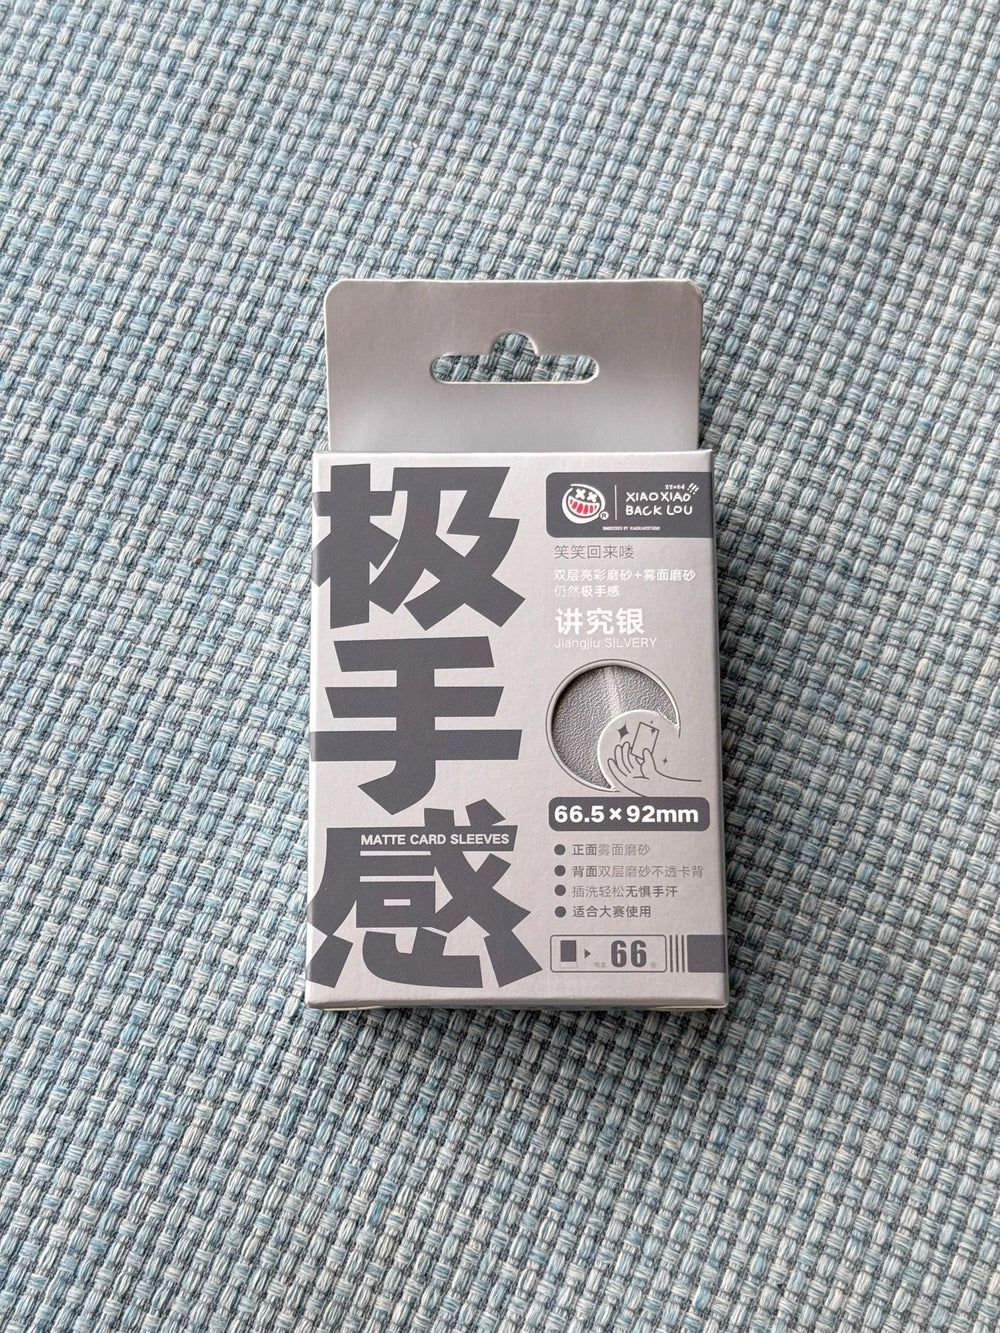 极手感
MATTE CARD SLEEVES
XIAO XIAO
BACK LOU
笑笑回来喽
双层亮彩磨砂+雾面磨砂
仍然极手感
讲究银
Jiangjiu SILVERY
66.5×92mm
正面雾面磨砂
背面双层磨砂不透卡背
插洗轻松无惧手汗
适合大赛使用
66